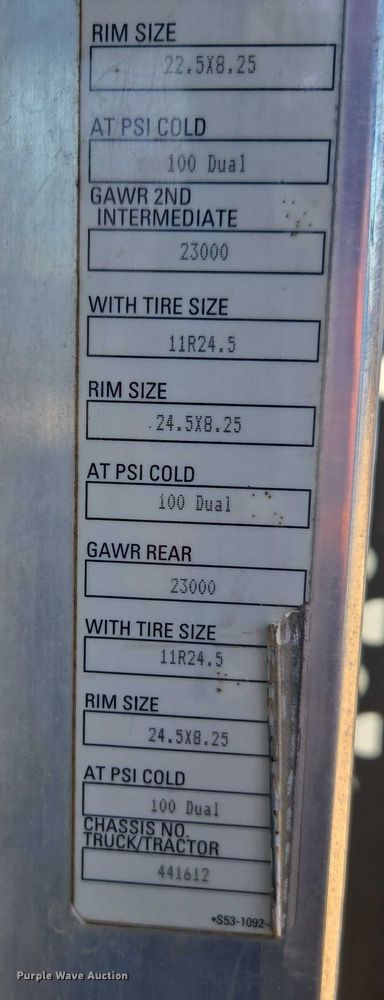 RIM SIZE
22.5X8.25
AT PSI COLD
100 Dual
GAWR 2ND
INTERMEDIATE
23000
WITH TIRE SIZE
11R24.5
RIM SIZE
24.5X8.25
AT PSI COLD
100 Dual
GAWR REAR
23000
WITH TIRE SIZE
11R24.5
RIM SIZE
24.5X8.25
AT PSI COLD
100 Dual
CHASSIS NO.
TRUCK/TRACTOR
441612
•S53-1092-
Purple Wave Auction